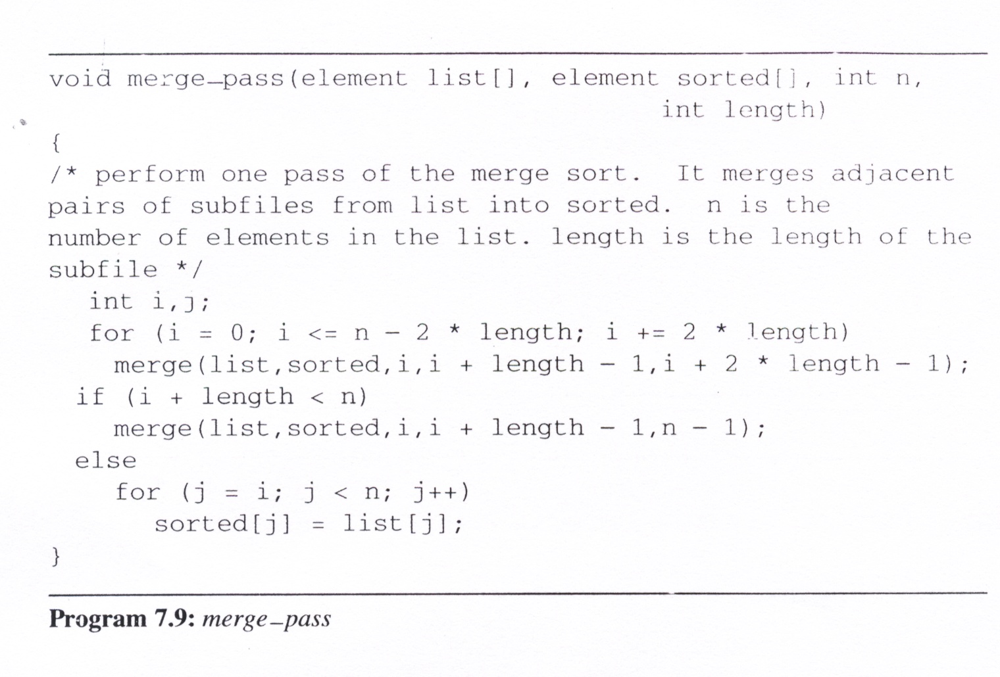 void merge_pass(element list[], element sorted[], int n,
int length)
{
/* perform one pass of the merge sort. It merges adjacent
pairs of subfiles from list into sorted. n is the
number of elements in the list. length is the length of the
subfile */
int i,j;
for (i = 0; i <= n - 2 * length; i += 2 * length)
merge(list,sorted,i,i + length - 1,i + 2 * length - 1);
if (i + length < n)
merge(list,sorted,i,i + length - 1,n - 1);
else
for (j = i; j < n; j++)
sorted[j] = list[j];
}
Program 7.9: merge_pass